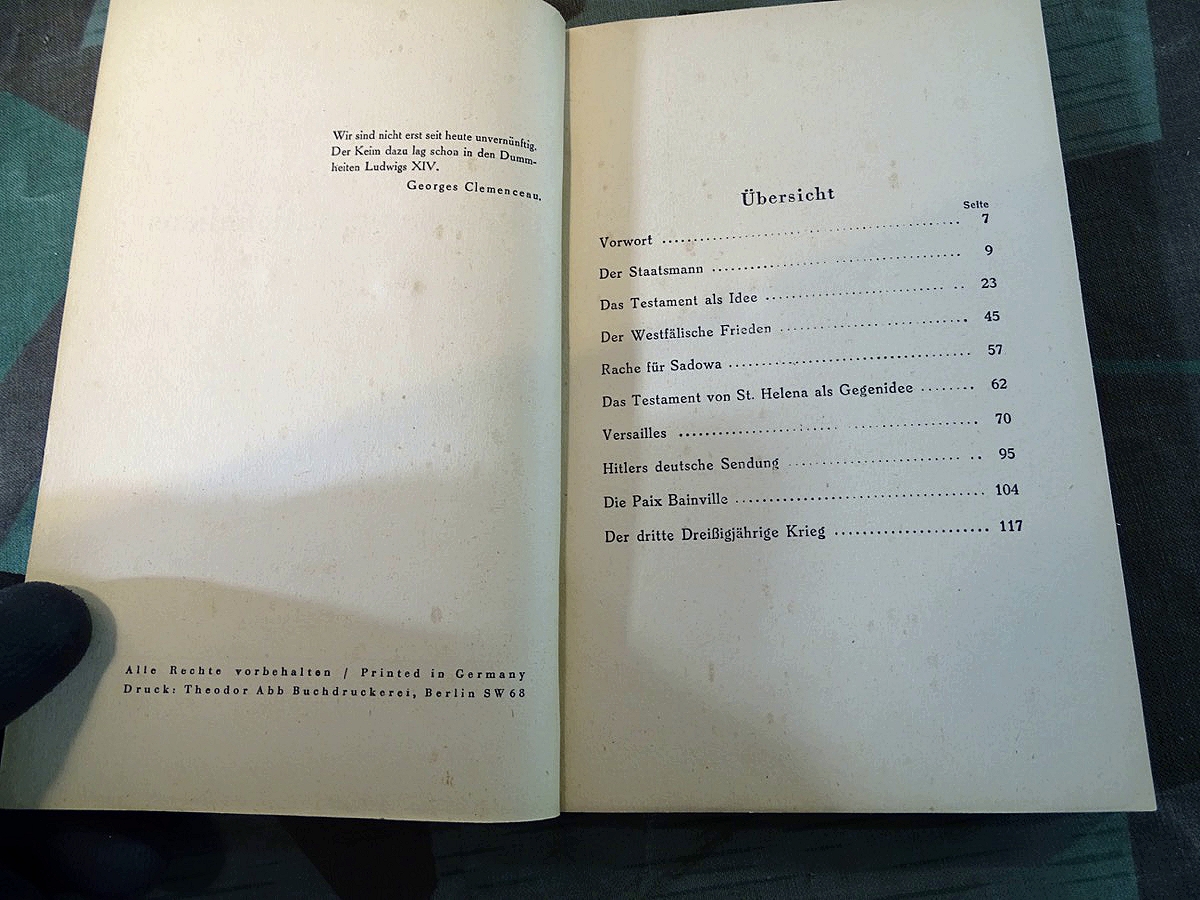 Wir sind nicht erst seit heute unvernünftig.
Der Keim dazu lag schon in den Dumm-
heiten Ludwigs XIV.
Georges Clemenceau.
Alle Rechte vorbehalten / Printed in Germany
Druck: Theodor Abb Buchdruckerei, Berlin SW 68
Übersicht
Seite
Vorwort 7
Der Staatsmann 9
Das Testament als Idee 23
Der Westfälische Frieden 45
Rache für Sadowa 57
Das Testament von St. Helena als Gegenidee 62
Versailles 70
Hitlers deutsche Sendung 95
Die Paix Bainville 104
Der dritte Dreißigjährige Krieg 117